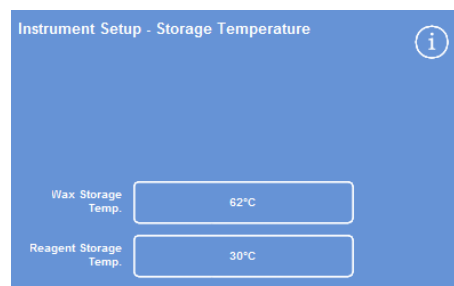 Instrument Setup - Storage Temperature
i
Wax Storage
Temp.
62°C
Reagent Storage
Temp.
30°C